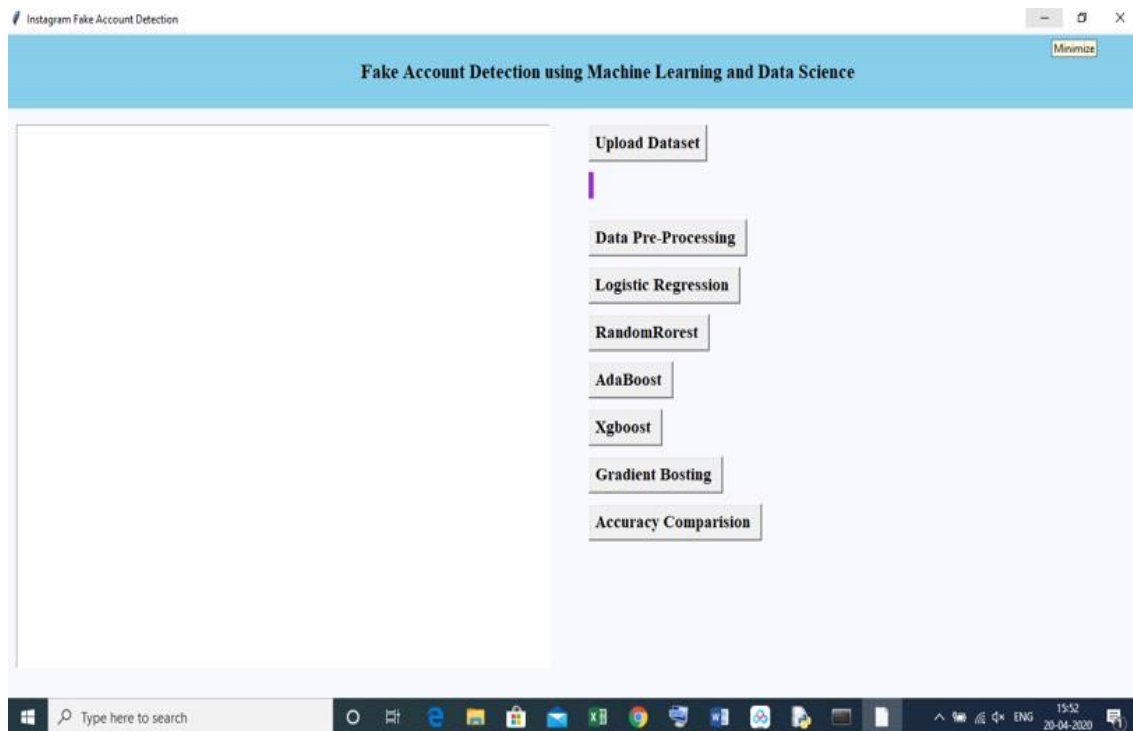 Instagram Fake Account Detection
Minimize
Fake Account Detection using Machine Learning and Data Science
Upload Dataset
Data Pre-Processing
Logistic Regression
RandomRorest
AdaBoost
Xgboost
Gradient Bosting
Accuracy Comparision
Type here to search
ENG
15:52
20-04-2020